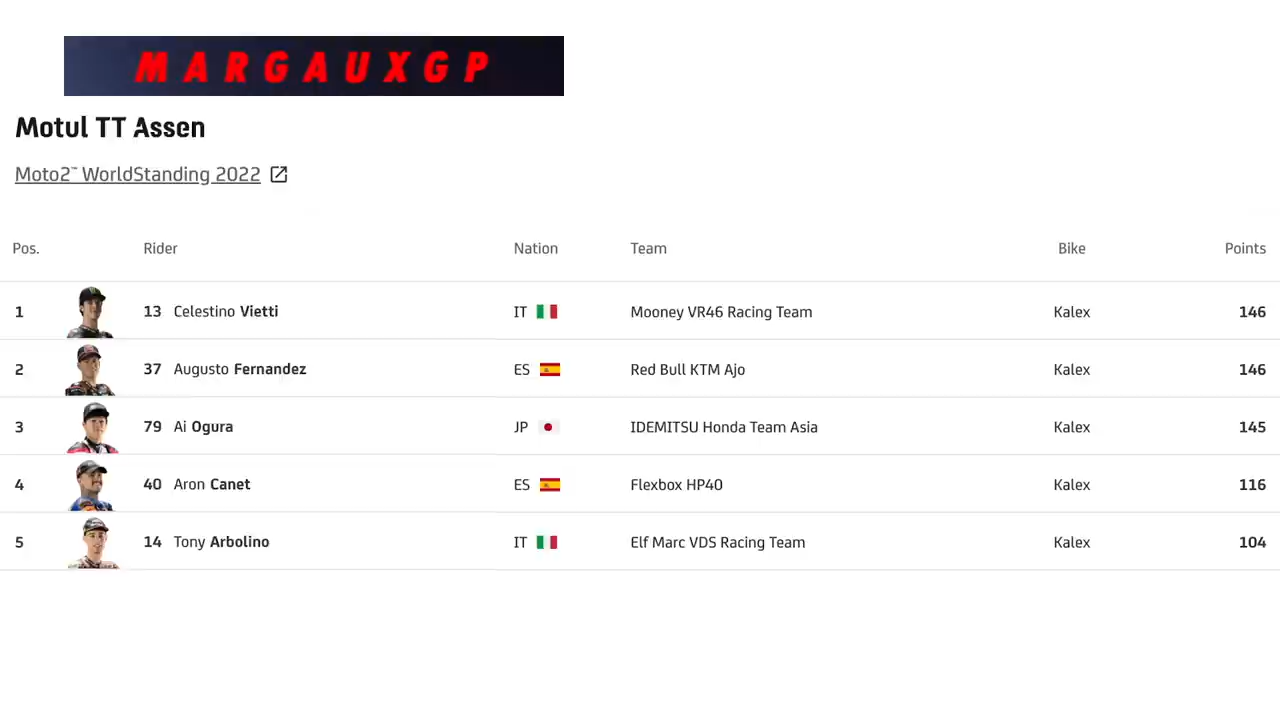 MARGAUXGP
Motul TT Assen
Moto2™ WorldStanding 2022
Pos. Rider Nation Team Bike Points
1 13 Celestino Vietti IT Mooney VR46 Racing Team Kalex 146
2 37 Augusto Fernandez ES Red Bull KTM Ajo Kalex 146
3 79 Ai Ogura JP IDEMITSU Honda Team Asia Kalex 145
4 40 Aron Canet ES Flexbox HP40 Kalex 116
5 14 Tony Arbolino IT Elf Marc VDS Racing Team Kalex 104